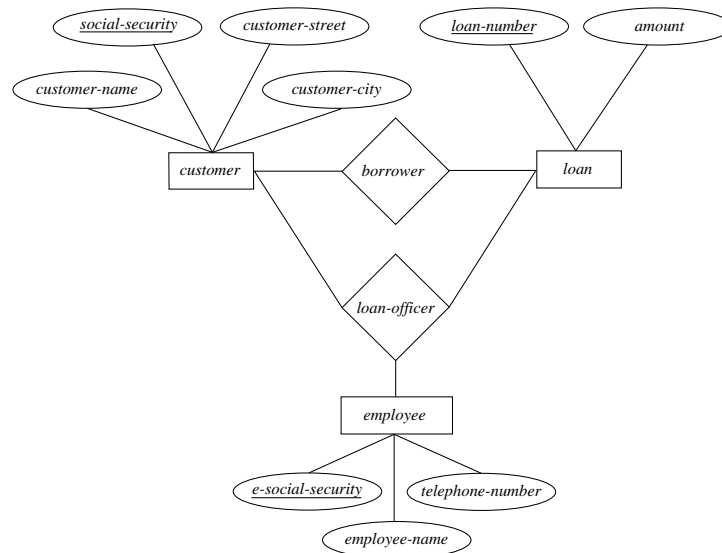 social-security
customer-street
loan-number
amount
customer-name
customer-city
customer
borrower
loan
loan-officer
employee
e-social-security
telephone-number
employee-name